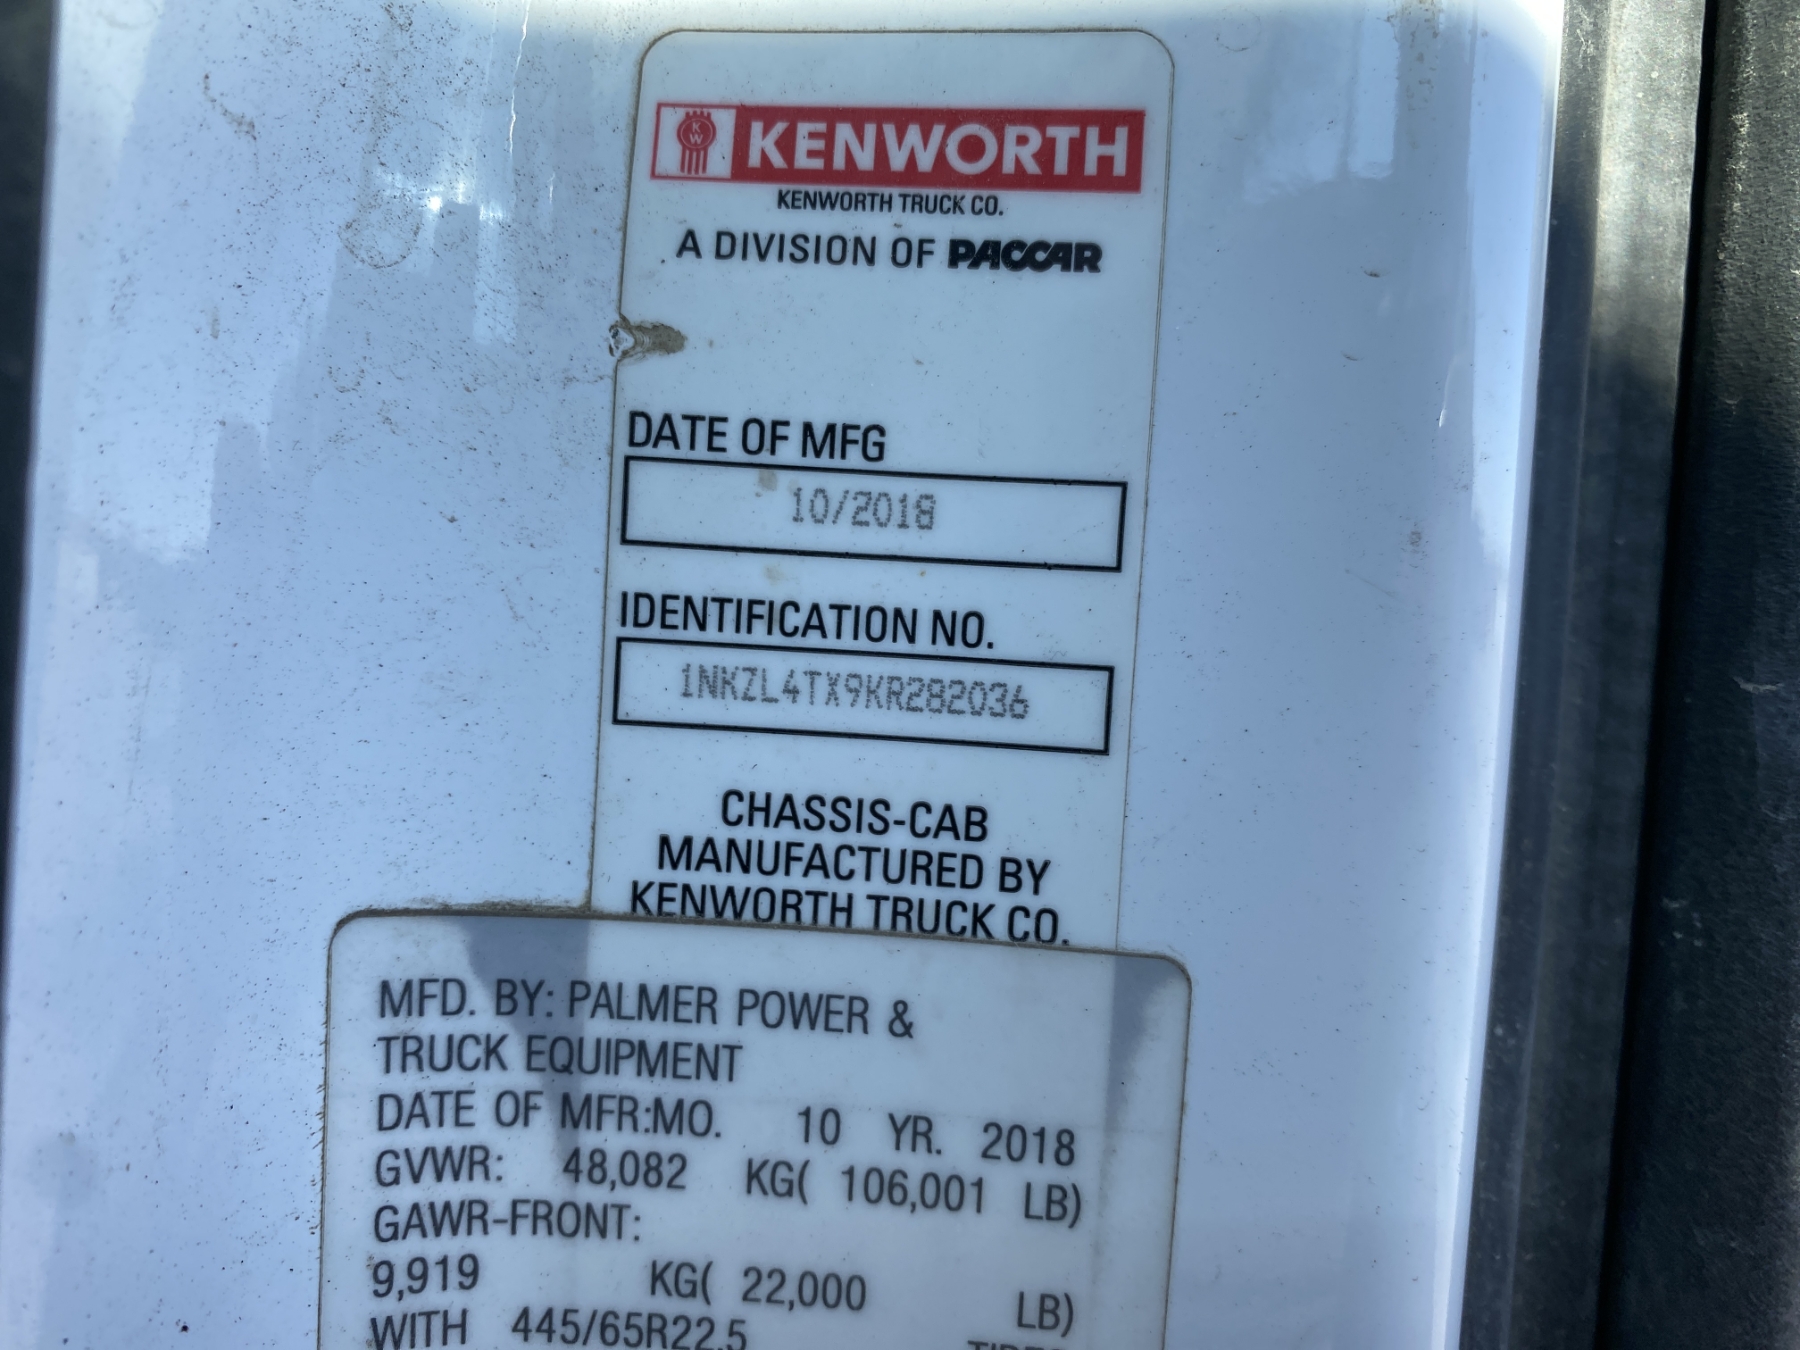 KW KENWORTH
KENWORTH TRUCK CO.
A DIVISION OF PACCAR
DATE OF MFG
10/2018
IDENTIFICATION NO.
1NKZL4TX9KR282036
CHASSIS-CAB
MANUFACTURED BY
KENWORTH TRUCK CO.
MFD. BY: PALMER POWER &
TRUCK EQUIPMENT
DATE OF MFR:MO. 10 YR. 2018
GVWR: 48,082 KG( 106,001 LB)
GAWR-FRONT:
9,919 KG( 22,000 LB)
WITH 445/65R22.5